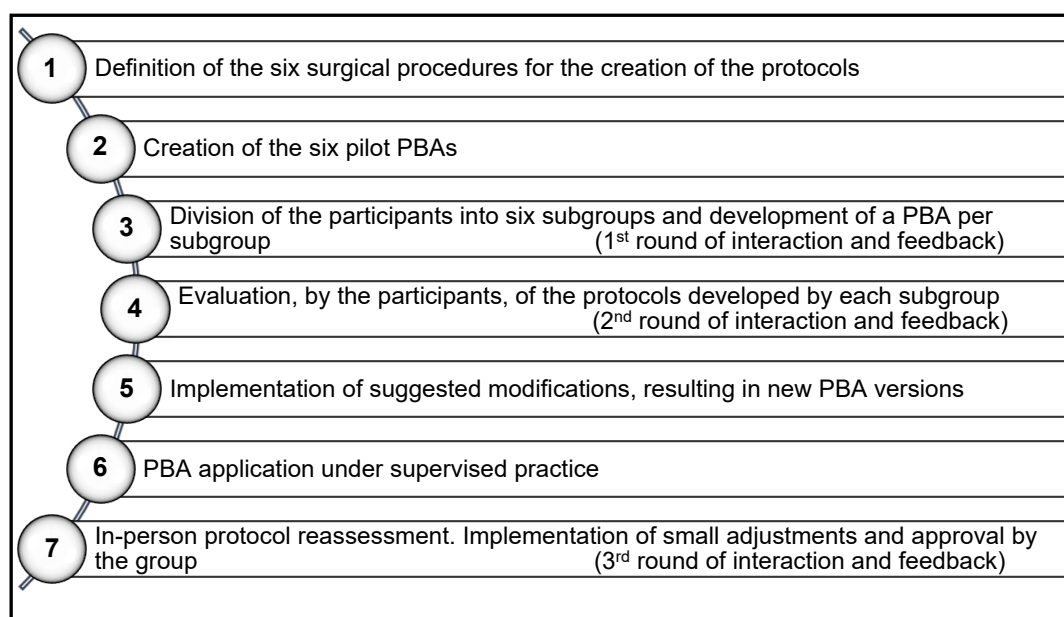 1 Definition of the six surgical procedures for the creation of the protocols
2 Creation of the six pilot PBAs
3 Division of the participants into six subgroups and development of a PBA per
subgroup (1st round of interaction and feedback)
4 Evaluation, by the participants, of the protocols developed by each subgroup
(2nd round of interaction and feedback)
5 Implementation of suggested modifications, resulting in new PBA versions
6 PBA application under supervised practice
7 In-person protocol reassessment. Implementation of small adjustments and approval by
the group (3rd round of interaction and feedback)